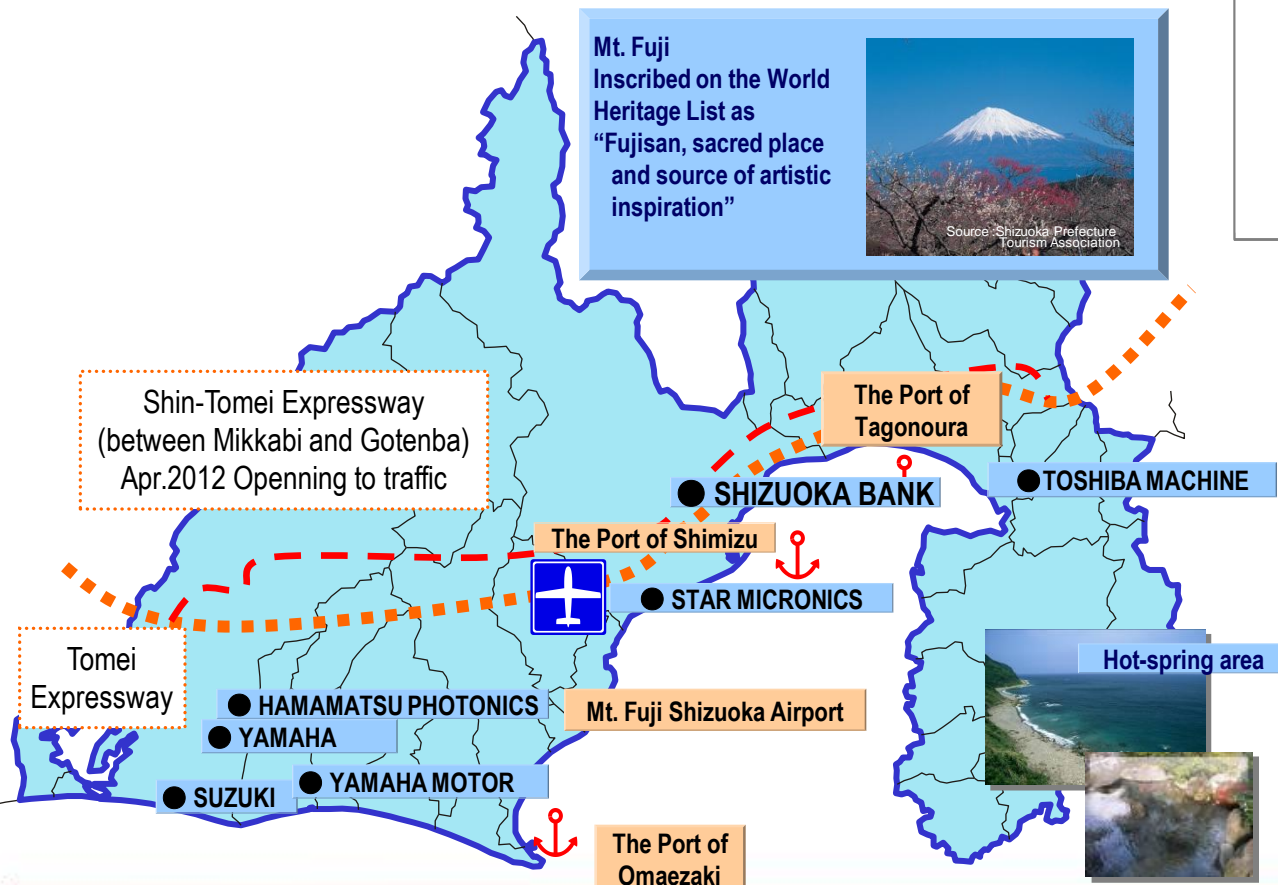 Mt. Fuji
Inscribed on the World
Heritage List as
“Fujisan, sacred place
and source of artistic
inspiration”
Source :Shizuoka Prefecture
Tourism Association
Shin-Tomei Expressway
(between Mikkabi and Gotenba)
Apr.2012 Openning to traffic
The Port of
Tagonoura
SHIZUOKA BANK
TOSHIBA MACHINE
The Port of Shimizu
STAR MICRONICS
Tomei
Expressway
Hot-spring area
HAMAMATSU PHOTONICS
Mt. Fuji Shizuoka Airport
YAMAHA
YAMAHA MOTOR
SUZUKI
The Port of
Omaezaki